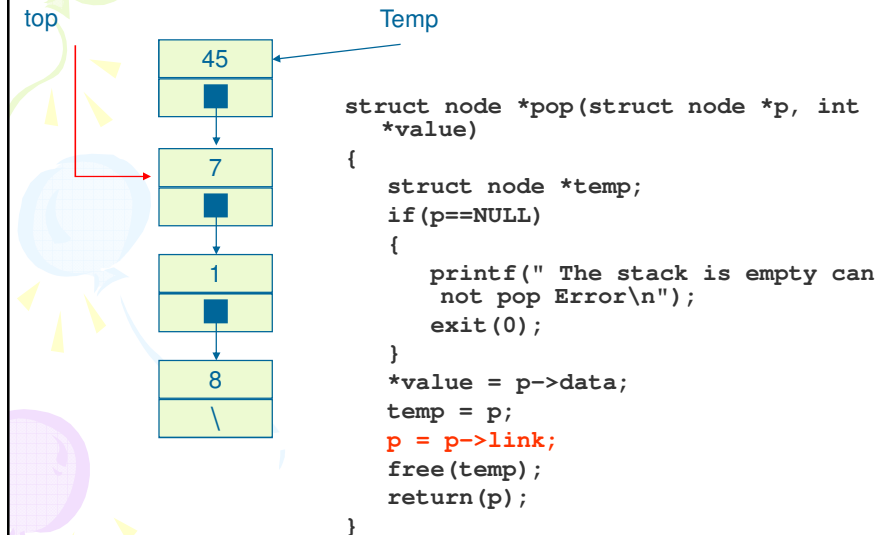 top
Temp
45
7
1
8
\
struct node *pop(struct node *p, int
*value)
{
struct node *temp;
if(p==NULL)
{
printf(" The stack is empty can
not pop Error\n");
exit(0);
}
*value = p->data;
temp = p;
p = p->link;
free(temp);
return(p);
}